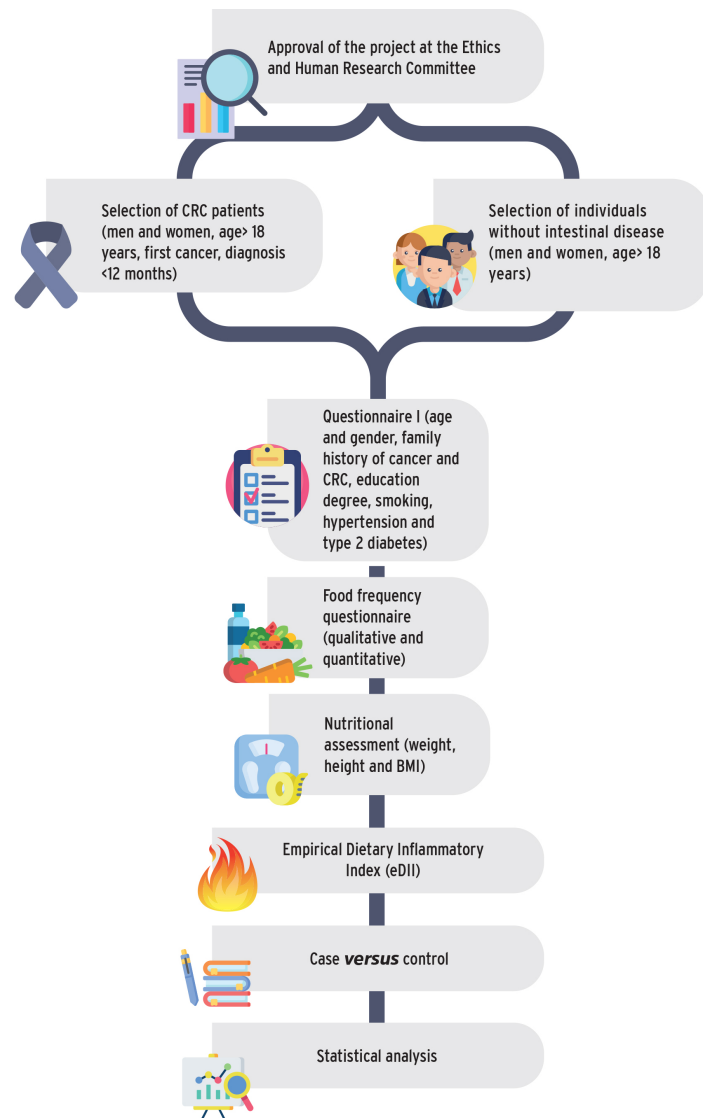 Approval of the project at the Ethics
and Human Research Committee
Selection of CRC patients
(men and women, age> 18
years, first cancer, diagnosis
<12 months)
Selection of individuals
without intestinal disease
(men and women, age> 18
years)
Questionnaire I (age
and gender, family
history of cancer and
CRC, education
degree, smoking,
hypertension and
type 2 diabetes)
Food frequency
questionnaire
(qualitative and
quantitative)
Nutritional
assessment (weight,
height and BMI)
Empirical Dietary Inflammatory
Index (eDII)
Case versus control
Statistical analysis